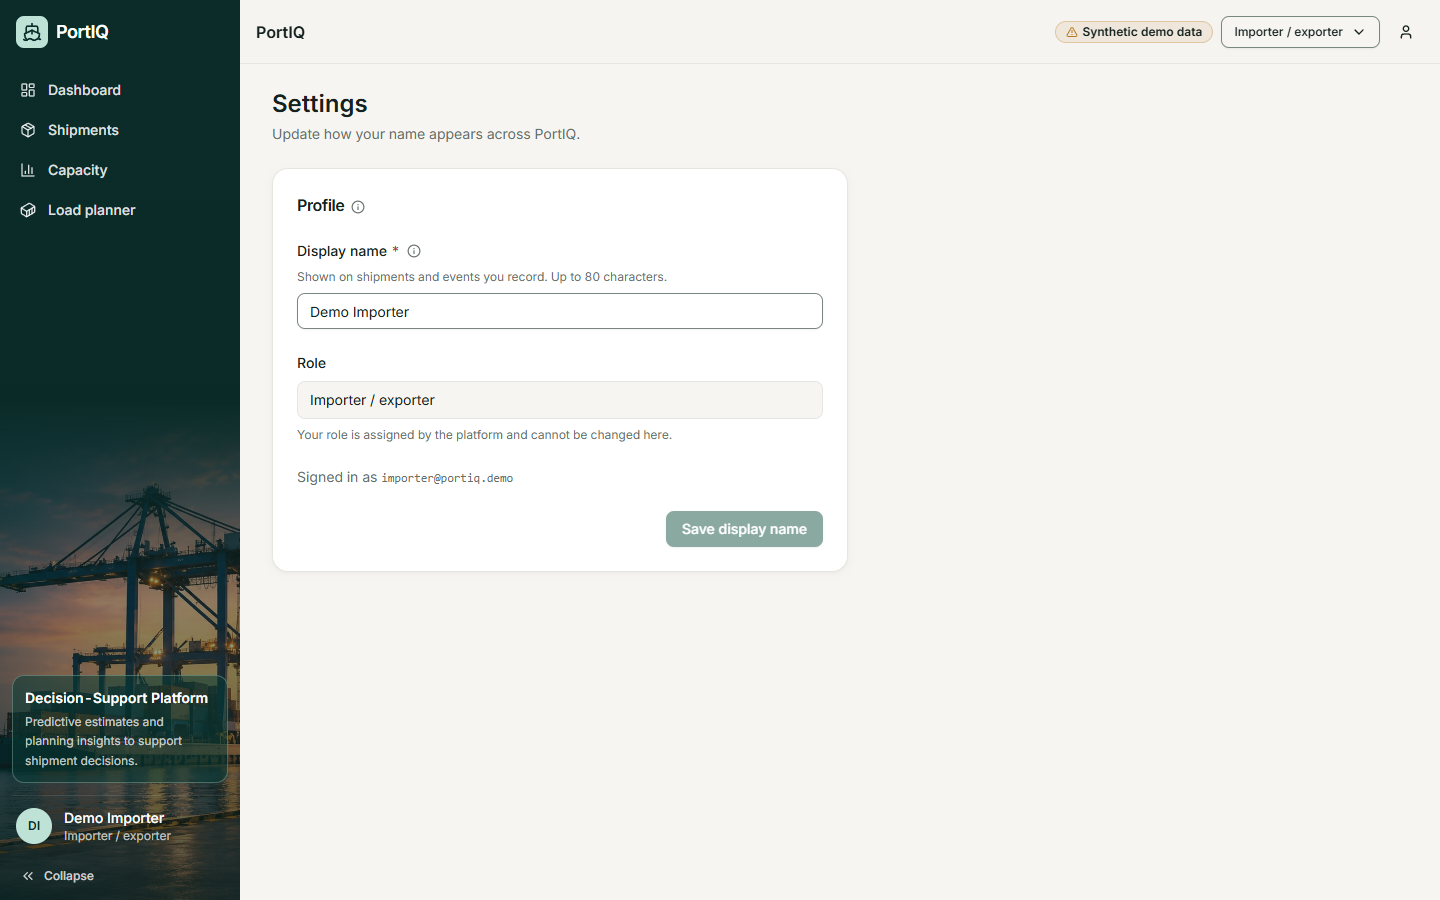 PortIQ
Dashboard
Shipments
Capacity
Load planner
Decision-Support Platform
Predictive estimates and
planning insights to support
shipment decisions.
DI
Demo Importer
Importer / exporter
Collapse
PortIQ
Synthetic demo data
Importer / exporter
Settings
Update how your name appears across PortIQ.
Profile
Display name *
Shown on shipments and events you record. Up to 80 characters.
Demo Importer
Role
Importer / exporter
Your role is assigned by the platform and cannot be changed here.
Signed in as importer@portiq.demo
Save display name